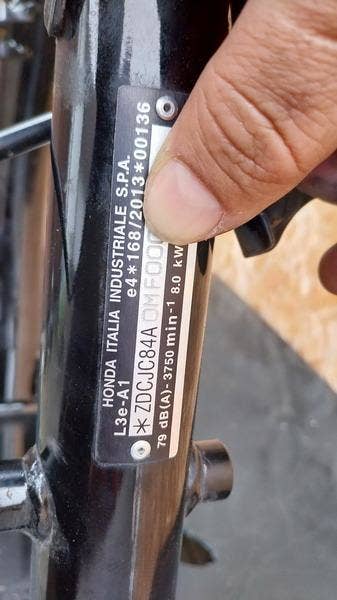 HONDA ITALIA INDUSTRIALE S.P.A.
e4*168/2013*00136
L3e-A1
*ZDCJC84A0MF00
79 dB(A)-3750 min-1 8.0 kW